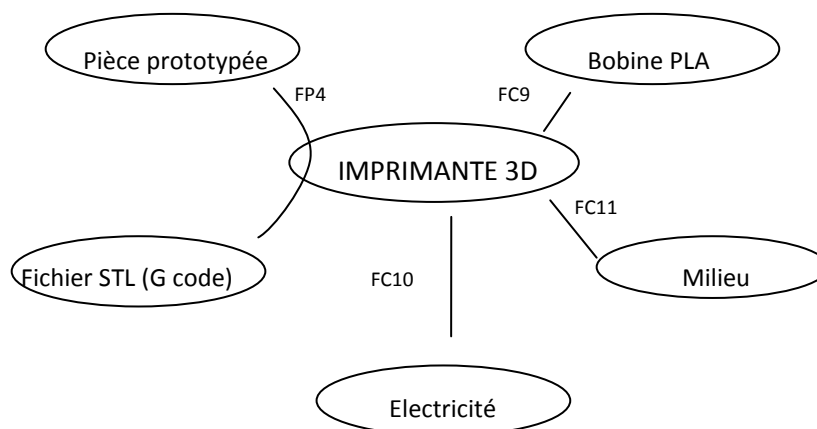 Pièce prototypée
Bobine PLA
FP4
FC9
IMPRIMANTE 3D
FC11
Fichier STL (G code)
FC10
Milieu
Electricité